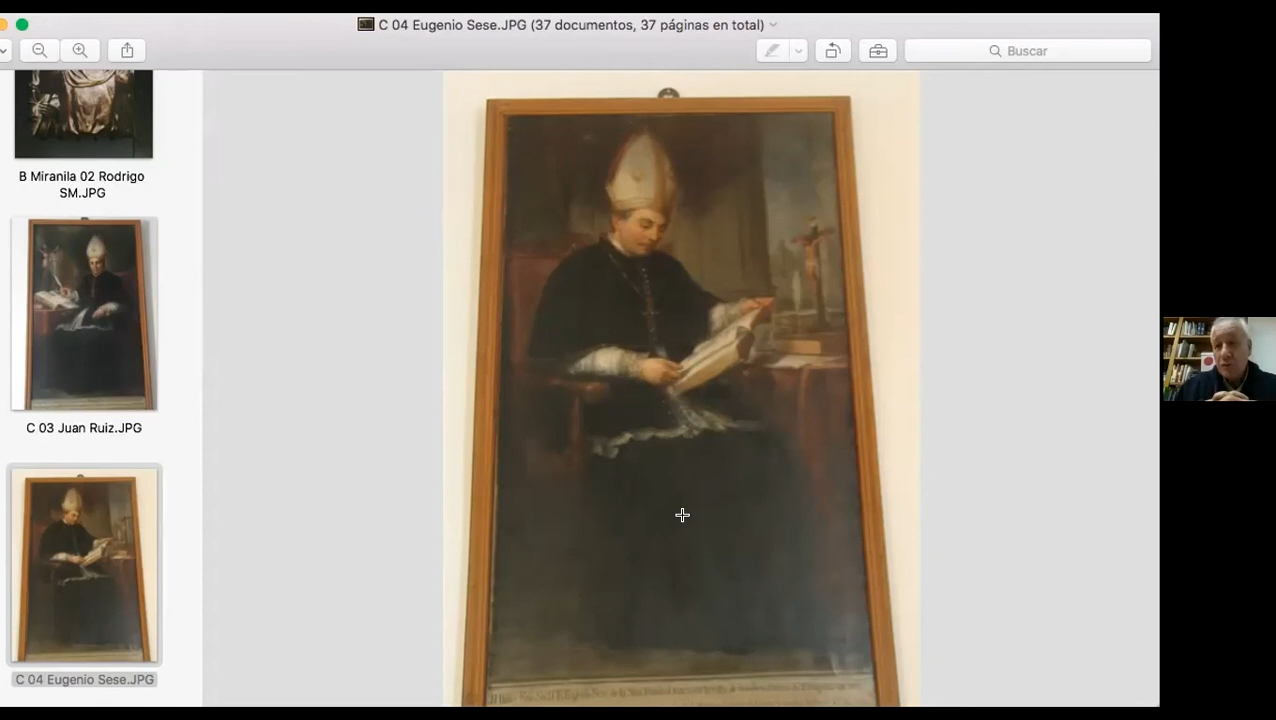 C 04 Eugenio Sese.JPG (37 documentos, 37 páginas en total)
Buscar
B Miranila 02 Rodrigo
SM.JPG
C 03 Juan Ruiz.JPG
C 04 Eugenio Sese.JPG